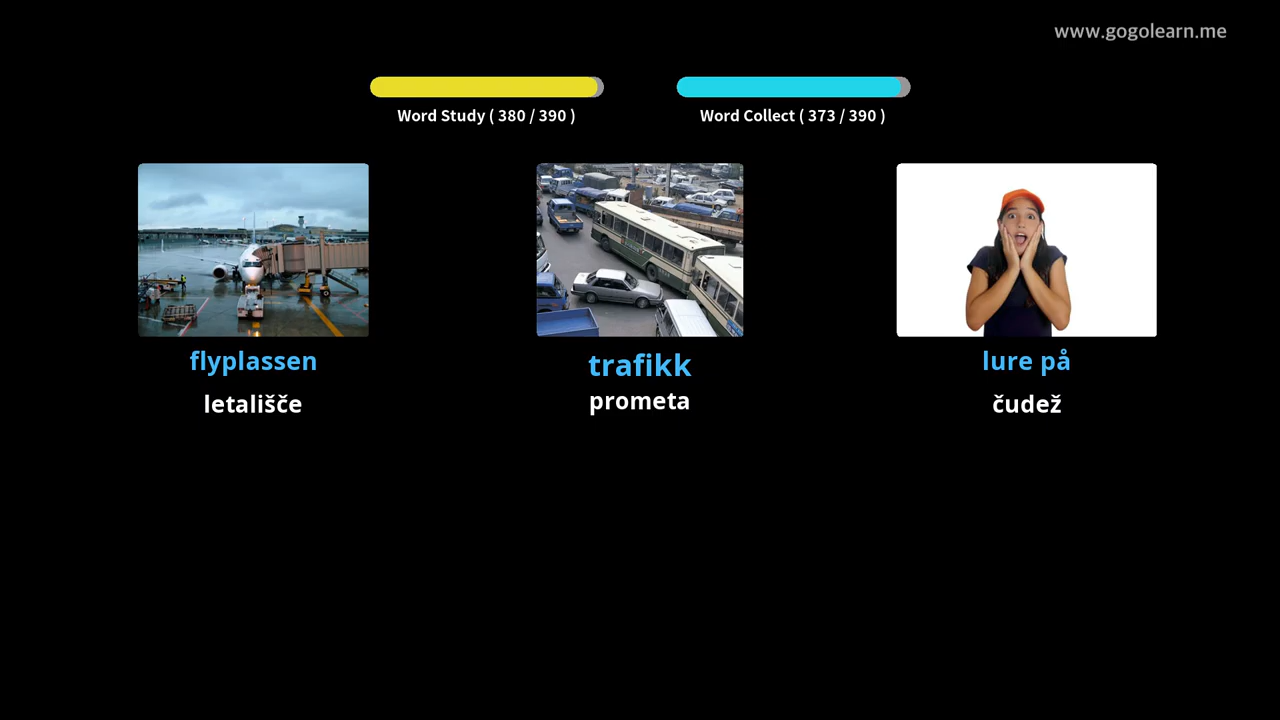 www.gogolearn.me
Word Study ( 380 / 390 )
Word Collect ( 373 / 390 )
flyplassen
trafikk
lure på
letališče
prometa
čudež